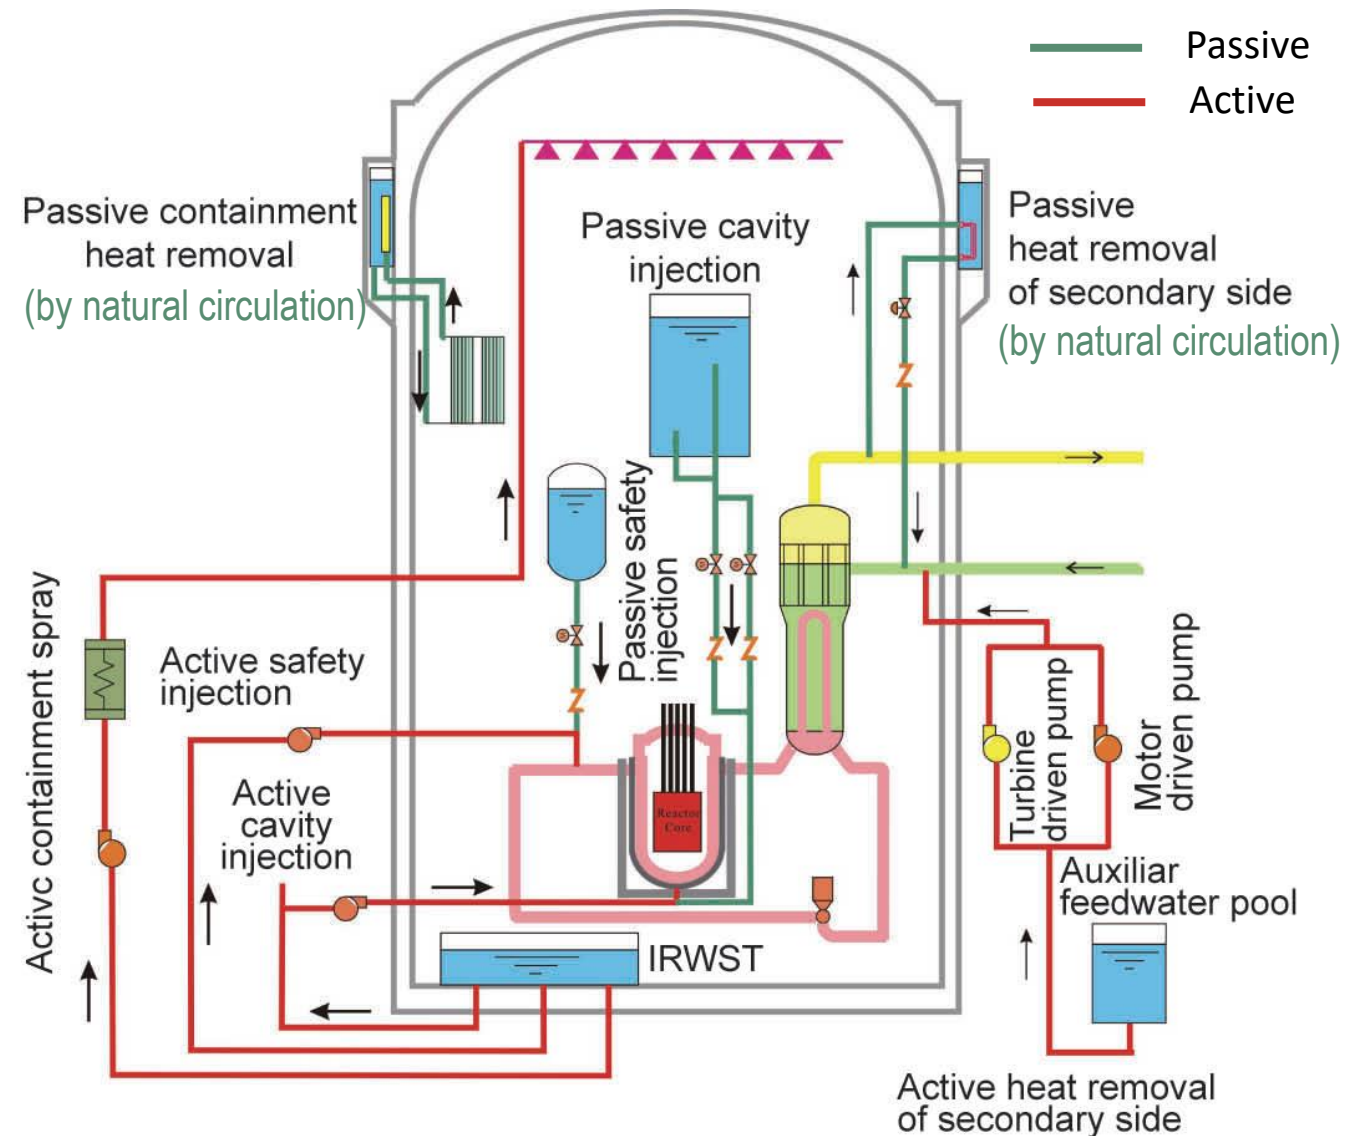 Passive
Active
Passive containment
heat removal
(by natural circulation)
Passive cavity
injection
Passive
heat removal
of secondary side
(by natural circulation)
Passive safety
injection
Activc containment spray
Active safety
injection
Active
cavity
injection
Reactor
Core
Turbine
driven pump
Motor
driven pump
Auxiliar
feedwater pool
IRWST
Active heat removal
of secondary side